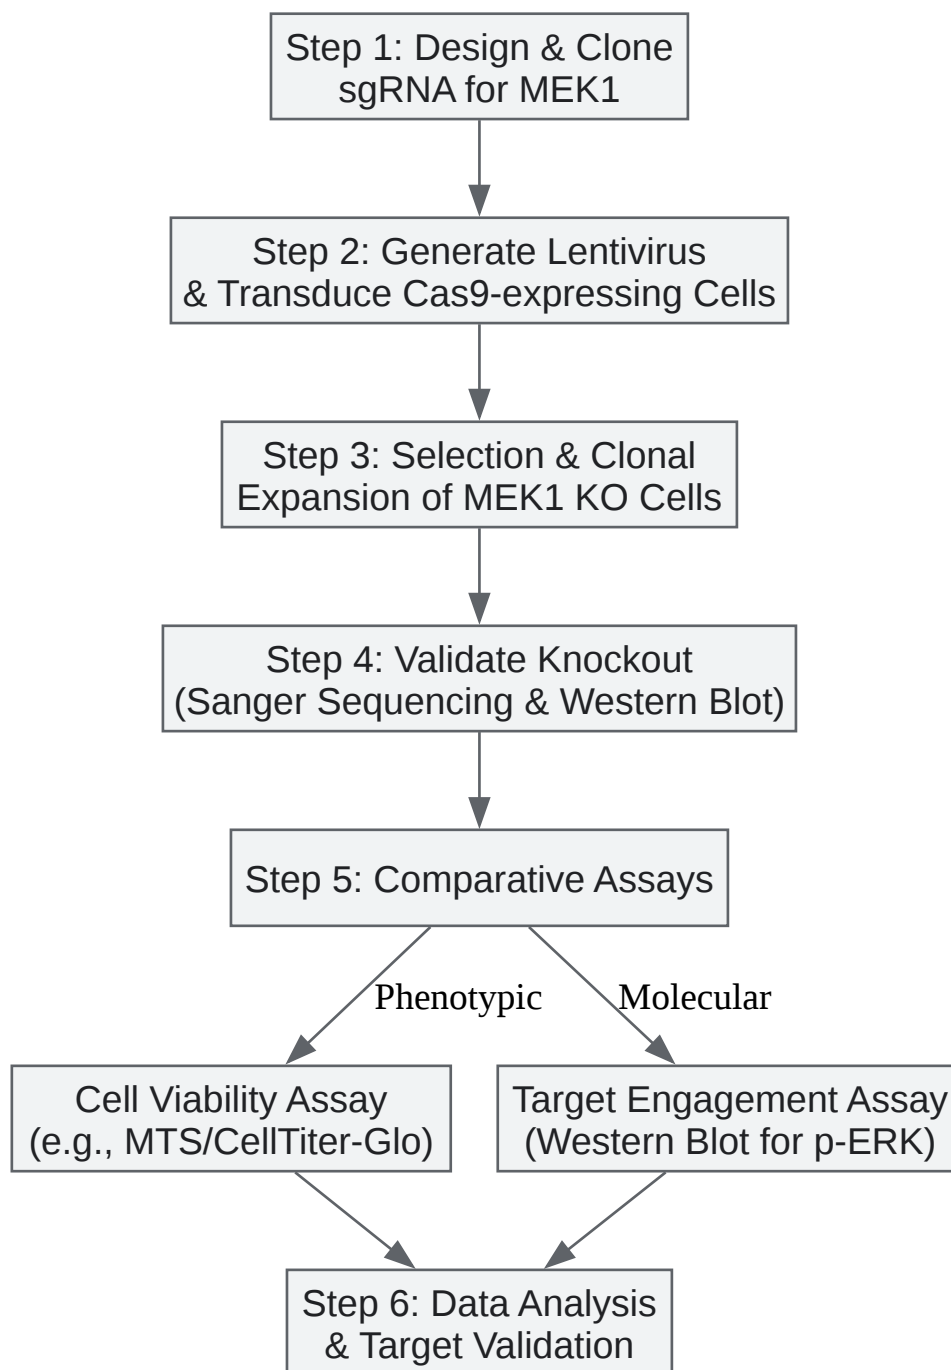 Step 1: Design & Clone
sgRNA for MEK1
Step 2: Generate Lentivirus
& Transduce Cas9-expressing Cells
Step 3: Selection & Clonal
Expansion of MEK1 KO Cells
Step 4: Validate Knockout
(Sanger Sequencing & Western Blot)
Step 5: Comparative Assays
Phenotypic
Molecular
Cell Viability Assay
(e.g., MTS/CellTiter-Glo)
Target Engagement Assay
(Western Blot for p-ERK)
Step 6: Data Analysis
& Target Validation